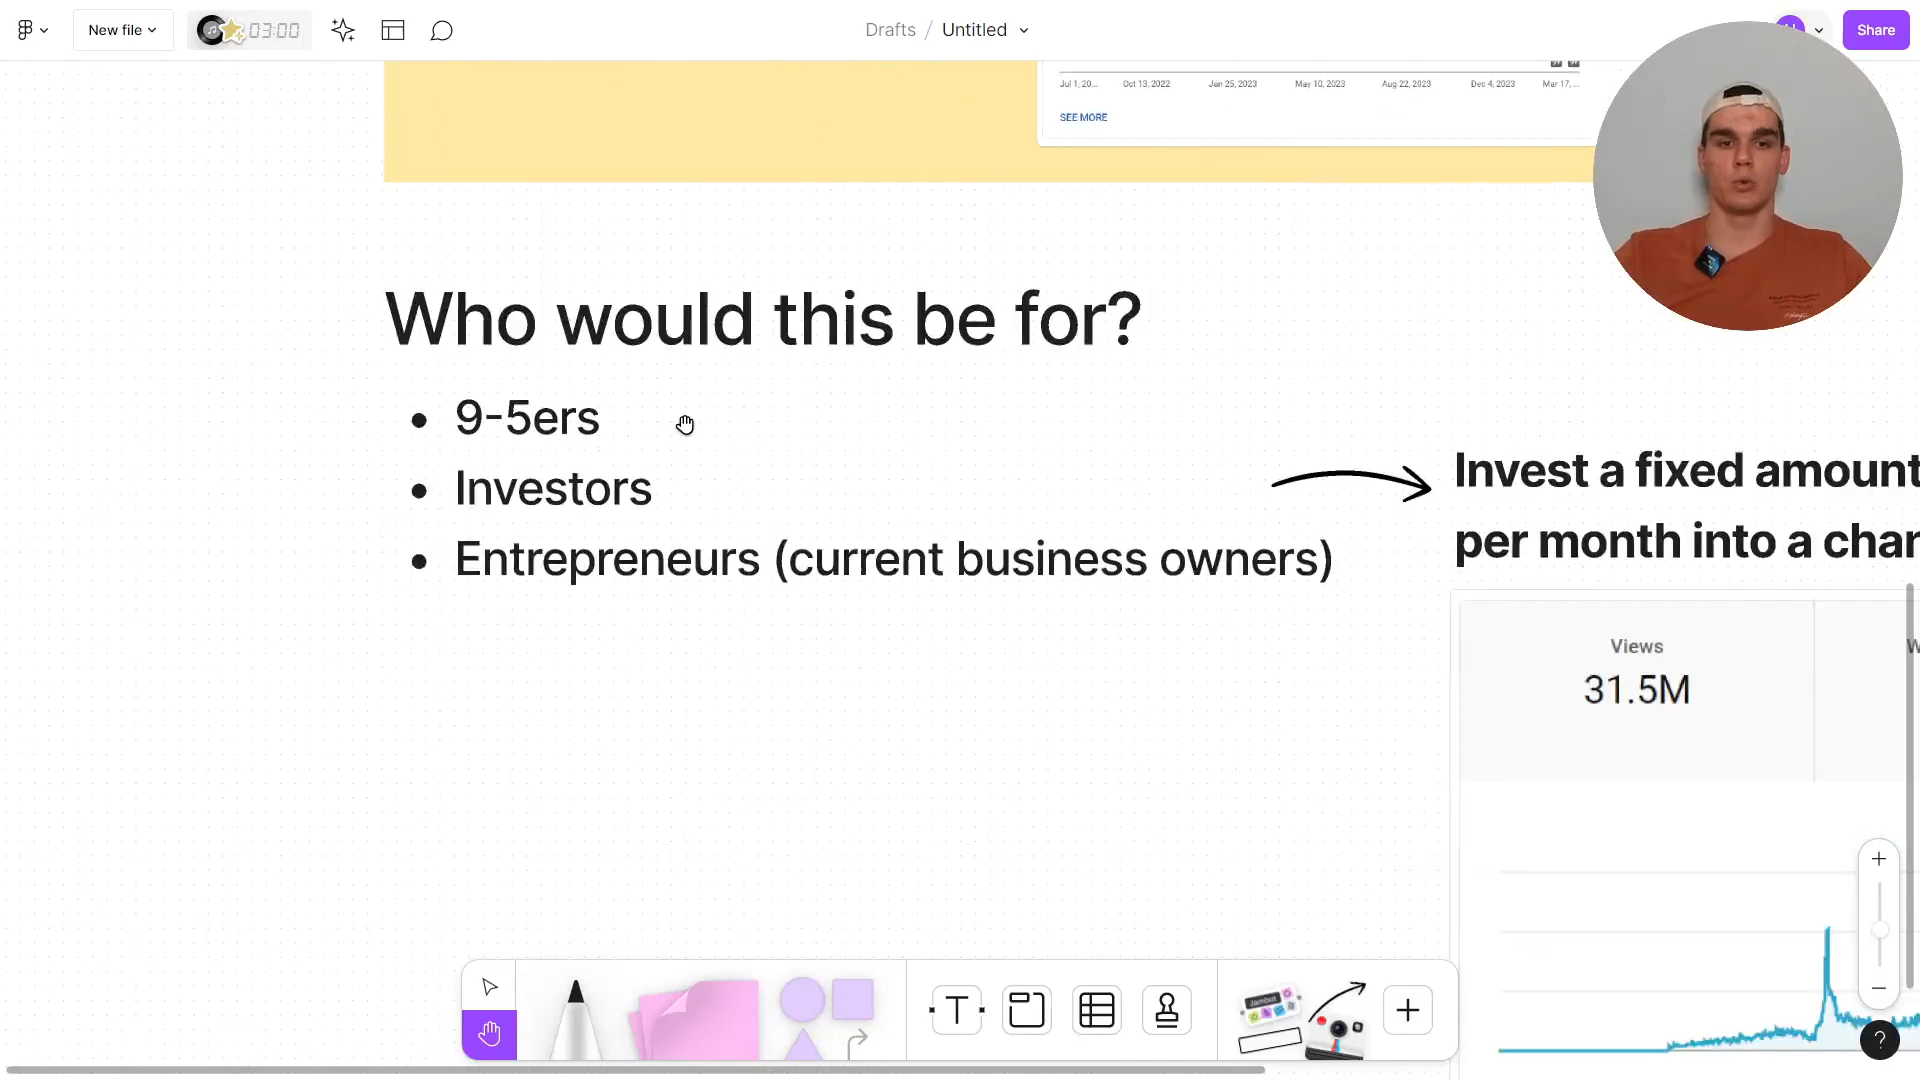 New file
03:00
Drafts / Untitled
Share
Jul 1, 20...
Oct 13, 2022
Jan 25, 2023
May 10, 2023
Aug 22, 2023
Dec 4, 2023
Mar 17, ...
SEE MORE
Who would this be for?
• 9-5ers
• Investors
• Entrepreneurs (current business owners)
Invest a fixed amount
per month into a chan
Views
31.5M
W
T
Jambot
?